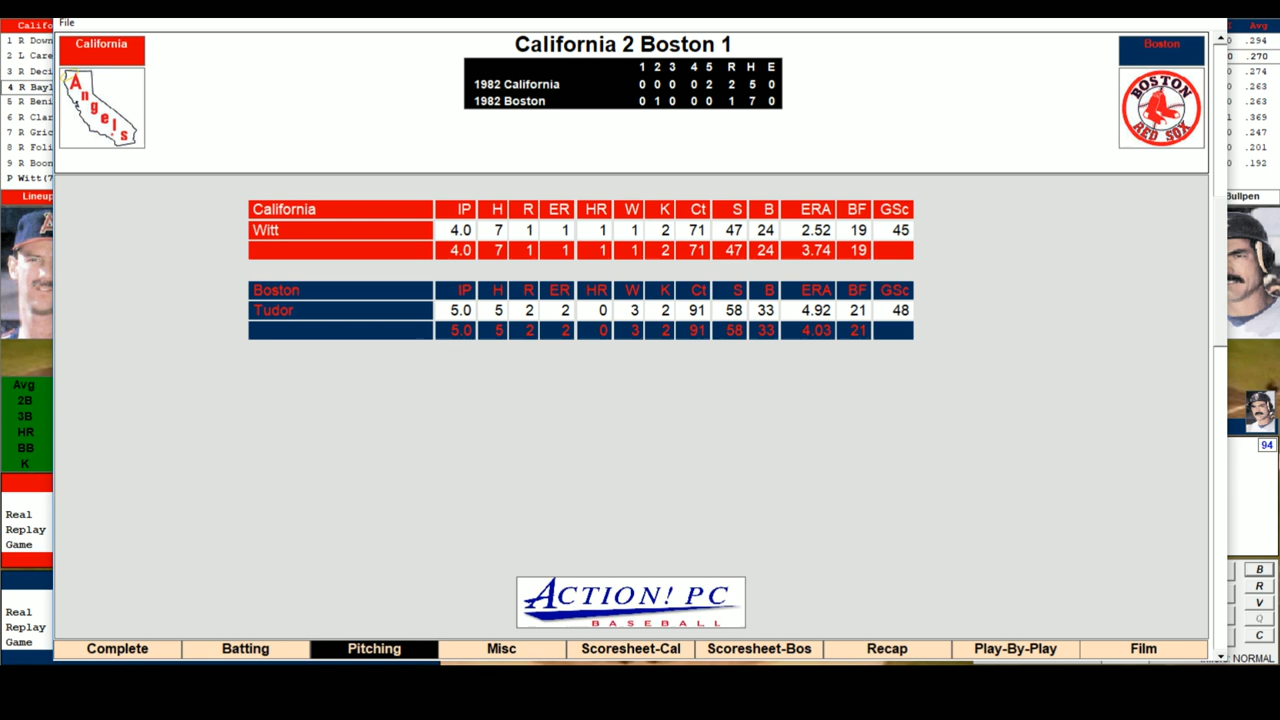 File
California 2 Boston 1
California
Boston
1 2 3 4 5 R H E
1982 California 0 0 0 0 2 2 5 0
1982 Boston 0 1 0 0 0 1 7 0
Angels
BOSTON
RED SOX
Califo
1 R Down
2 L Care
3 R Deci
4 R Bayl
5 R Beni
6 R Clar
7 R Gric
8 R Foli
9 R Boon
P Witt(7
Lineup
Avg
2B
3B
HR
BB
K
Real
Replay
Game
Real
Replay
Game
California IP H R ER HR W K Ct S B ERA BF GSc
Witt 4.0 7 1 1 1 1 2 71 47 24 2.52 19 45
4.0 7 1 1 1 1 2 71 47 24 3.74 19
Boston IP H R ER HR W K Ct S B ERA BF GSc
Tudor 5.0 5 2 2 0 3 2 91 58 33 4.92 21 48
5.0 5 2 2 0 3 2 91 58 33 4.03 21
ACTION! PC
BASEBALL
Complete Batting Pitching Misc Scoresheet-Cal Scoresheet-Bos Recap Play-By-Play Film
Avg
.294
.270
.274
.263
.263
.369
.247
.201
.192
Bullpen
94
B
R
V
Q
C
NORMAL